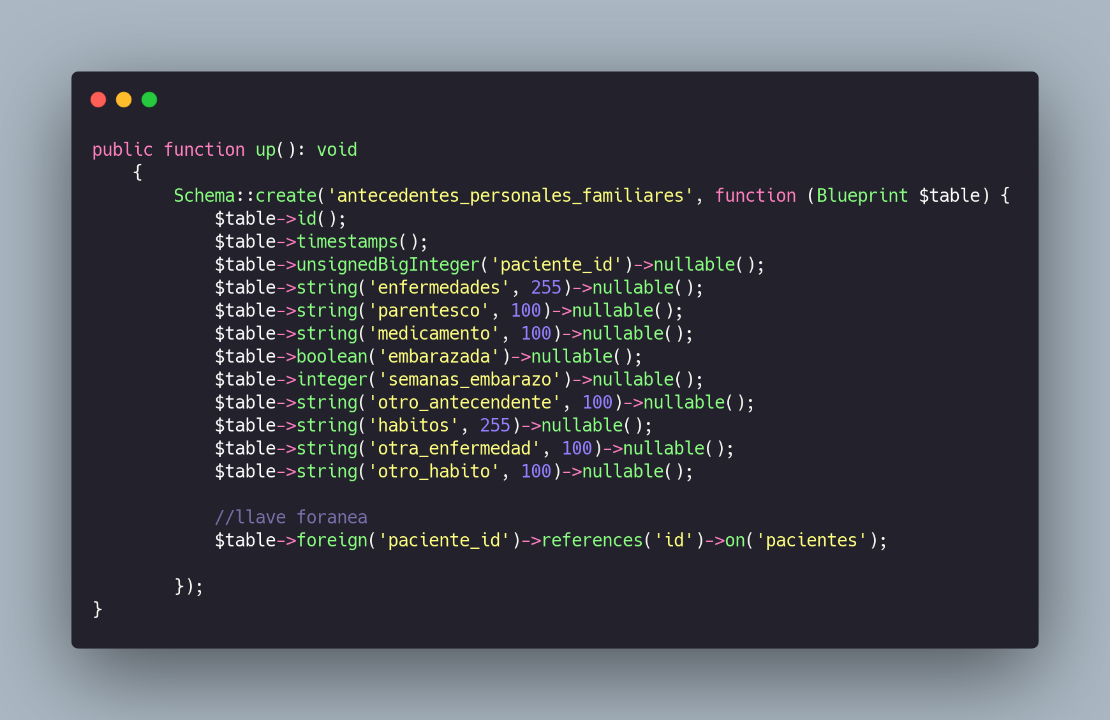 public function up(): void
    {
        Schema::create('antecedentes_personales_familiares', function (Blueprint $table) {
            $table->id();
            $table->timestamps();
            $table->unsignedBigInteger('paciente_id')->nullable();
            $table->string('enfermedades', 255)->nullable();
            $table->string('parentesco', 100)->nullable();
            $table->string('medicamento', 100)->nullable();
            $table->boolean('embarazada')->nullable();
            $table->integer('semanas_embarazo')->nullable();
            $table->string('otro_antecendente', 100)->nullable();
            $table->string('habitos', 255)->nullable();
            $table->string('otra_enfermedad', 100)->nullable();
            $table->string('otro_habito', 100)->nullable();

            //llave foranea
            $table->foreign('paciente_id')->references('id')->on('pacientes');

        });
}